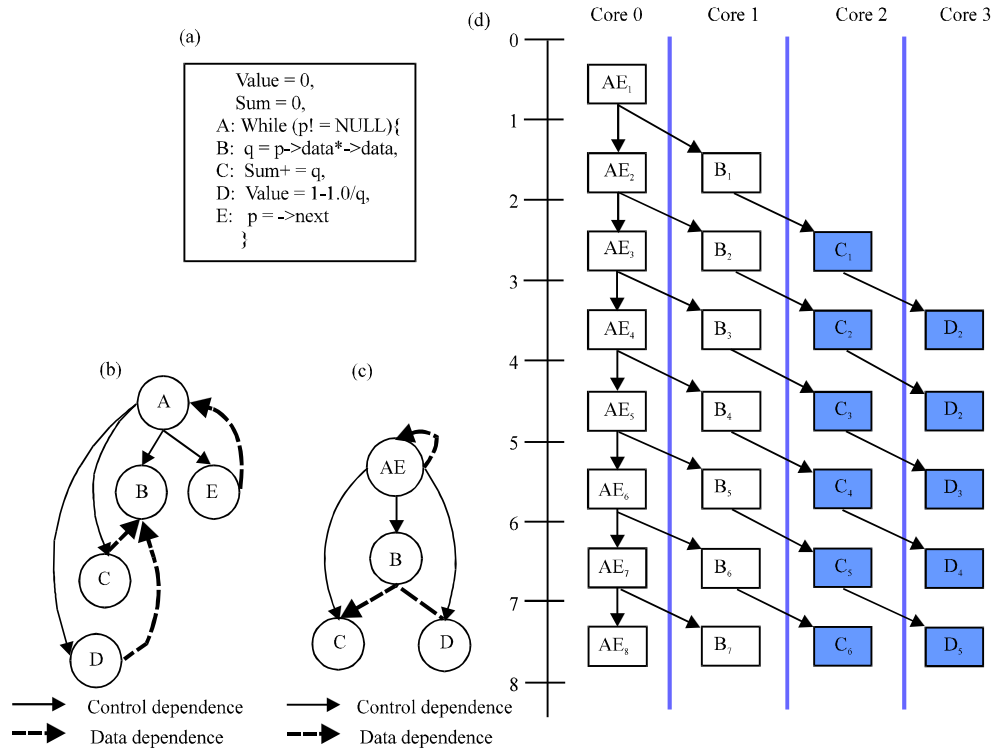 (a)
Value = 0,
Sum = 0,
A: While (p! = NULL){
B: q = p->data*->data,
C: Sum+ = q,
D: Value = 1-1.0/q,
E: p = ->next
}
(b)
A
B
E
C
D
Control dependence
Data dependence
(c)
AE
B
C
D
Control dependence
Data dependence
(d)
Core 0
Core 1
Core 2
Core 3
0
1
2
3
4
5
6
7
8
AE₁
AE₂ B₁
AE₃ B₂ C₁
AE₄ B₃ C₂ D₂
AE₅ B₄ C₃ D₂
AE₆ B₅ C₄ D₃
AE₇ B₆ C₅ D₄
AE₈ B₇ C₆ D₅